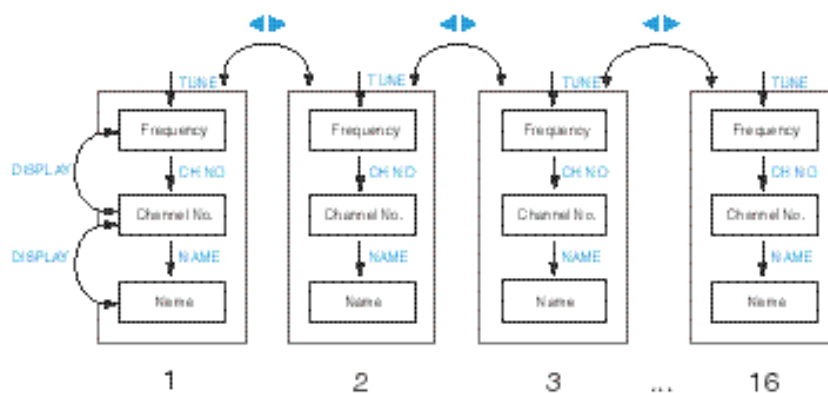 TUNE TUNE TUNE TUNE
Frequency Frequency Frequency Frequency
DISPLAY CH NO CH NO CH NO CH NO
Channel No. Channel No. Channel No. Channel No.
DISPLAY NAME NAME NAME NAME
Name Name Name Name
1 2 3 ... 16